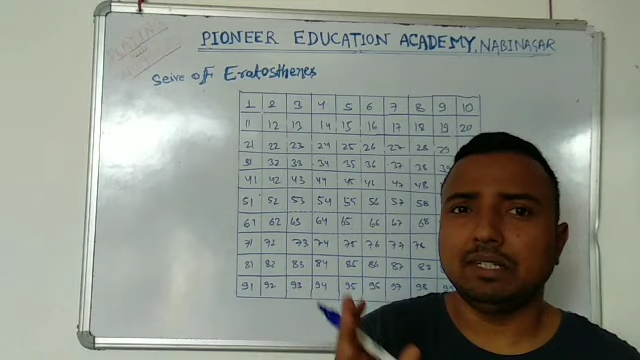 PIONEER EDUCATION ACADEMY, NABINAGAR
Seive of Eratosthenes
1 2 3 4 5 6 7 8 9 10
11 12 13 14 15 16 17 18 19 20
21 22 23 24 25 26 27 28 29
31 32 33 34 35 36 37 38
41 42 43 44 45 46 47 48
51 52 53 54 55 56 57 58
61 62 63 64 65 66 67 68
71 72 73 74 75 76 77 78
81 82 83 84 85 86 87 88
91 92 93 94 95 96 97 98